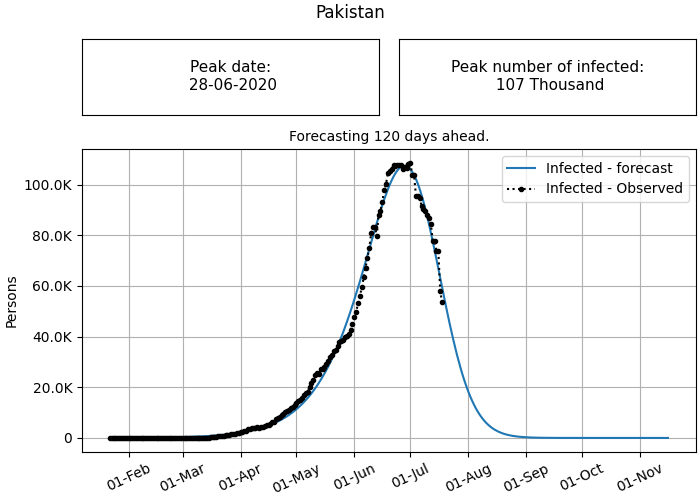 Pakistan
Peak date:
28-06-2020
Peak number of infected:
107 Thousand
Forecasting 120 days ahead.
Infected - forecast
Infected - Observed
Persons
100.0K
80.0K
60.0K
40.0K
20.0K
0
01-Feb
01-Mar
01-Apr
01-May
01-Jun
01-Jul
01-Aug
01-Sep
01-Oct
01-Nov